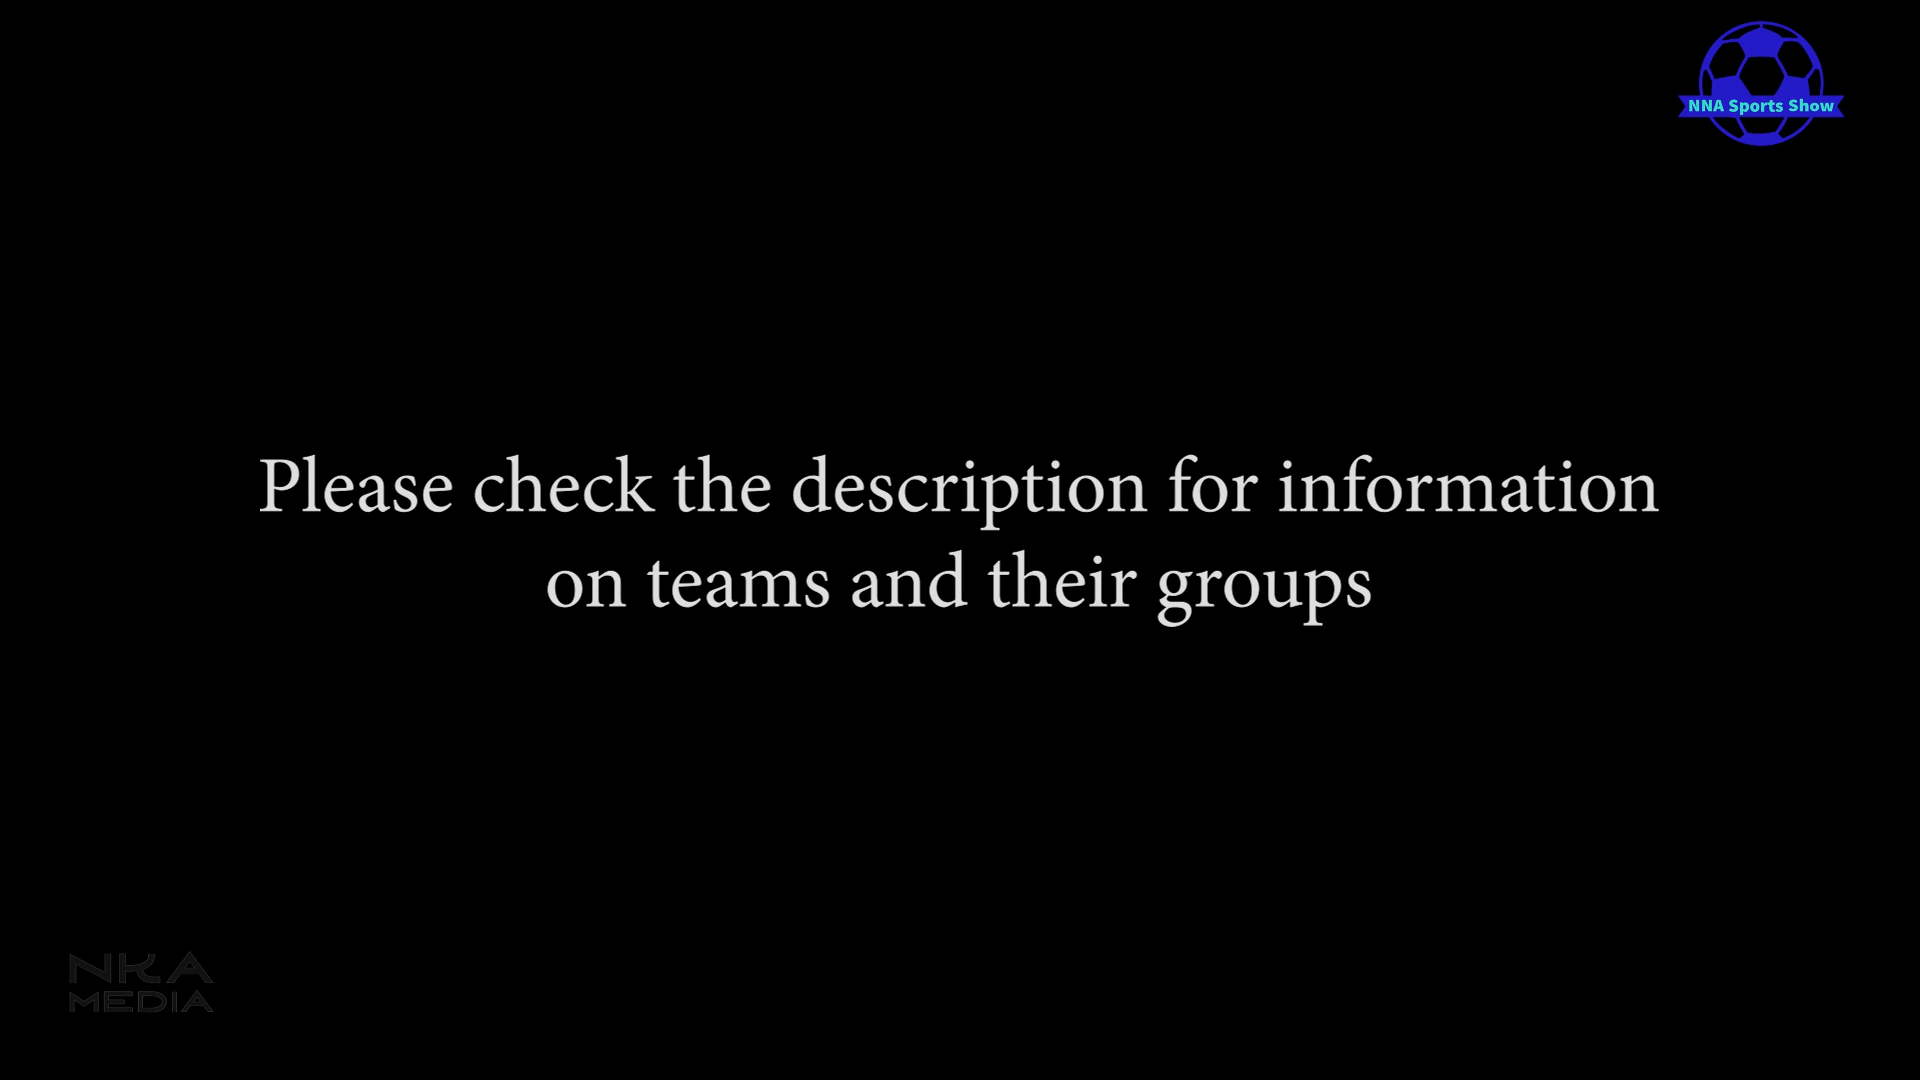 NNA Sports Show
Please check the description for information
on teams and their groups
NKA
MEDIA